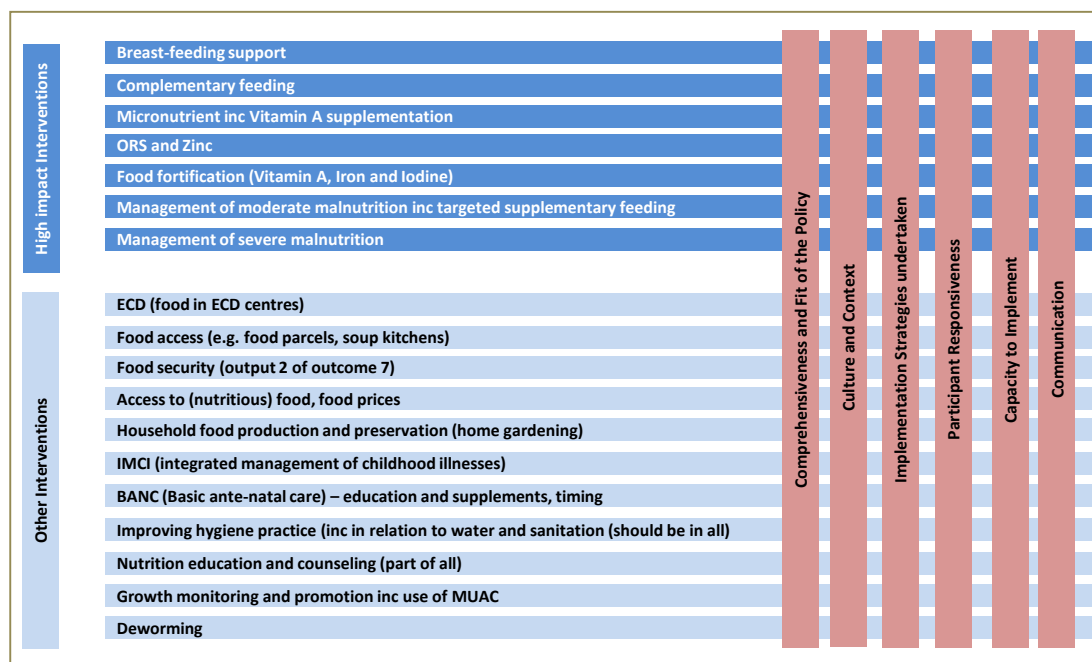 High impact Interventions
Breast-feeding support
Complementary feeding
Micronutrient inc Vitamin A supplementation
ORS and Zinc
Food fortification (Vitamin A, Iron and Iodine)
Management of moderate malnutrition inc targeted supplementary feeding
Management of severe malnutrition
Other Interventions
ECD (food in ECD centres)
Food access (e.g. food parcels, soup kitchens)
Food security (output 2 of outcome 7)
Access to (nutritious) food, food prices
Household food production and preservation (home gardening)
IMCI (integrated management of childhood illnesses)
BANC (Basic ante-natal care) – education and supplements, timing
Improving hygiene practice (inc in relation to water and sanitation (should be in all)
Nutrition education and counseling (part of all)
Growth monitoring and promotion inc use of MUAC
Deworming
Comprehensiveness and Fit of the Policy
Culture and Context
Implementation Strategies undertaken
Participant Responsiveness
Capacity to Implement
Communication